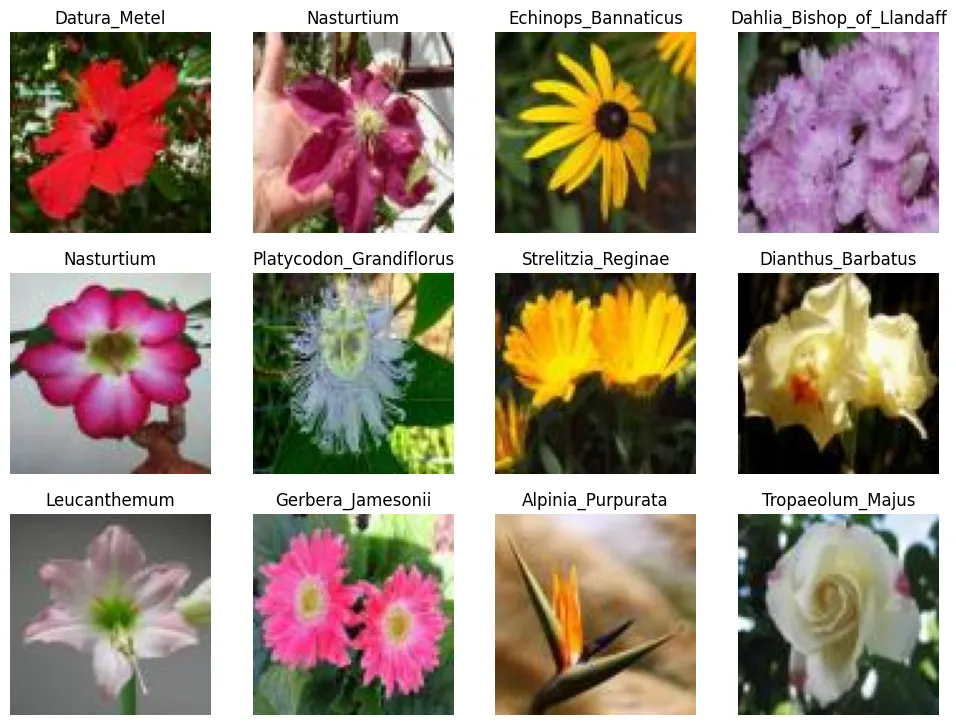 Datura_Metel
Nasturtium
Echinops_Bannaticus
Dahlia_Bishop_of_Llandaff
Nasturtium
Platycodon_Grandiflorus
Strelitzia_Reginae
Dianthus_Barbatus
Leucanthemum
Gerbera_Jamesonii
Alpinia_Purpurata
Tropaeolum_Majus